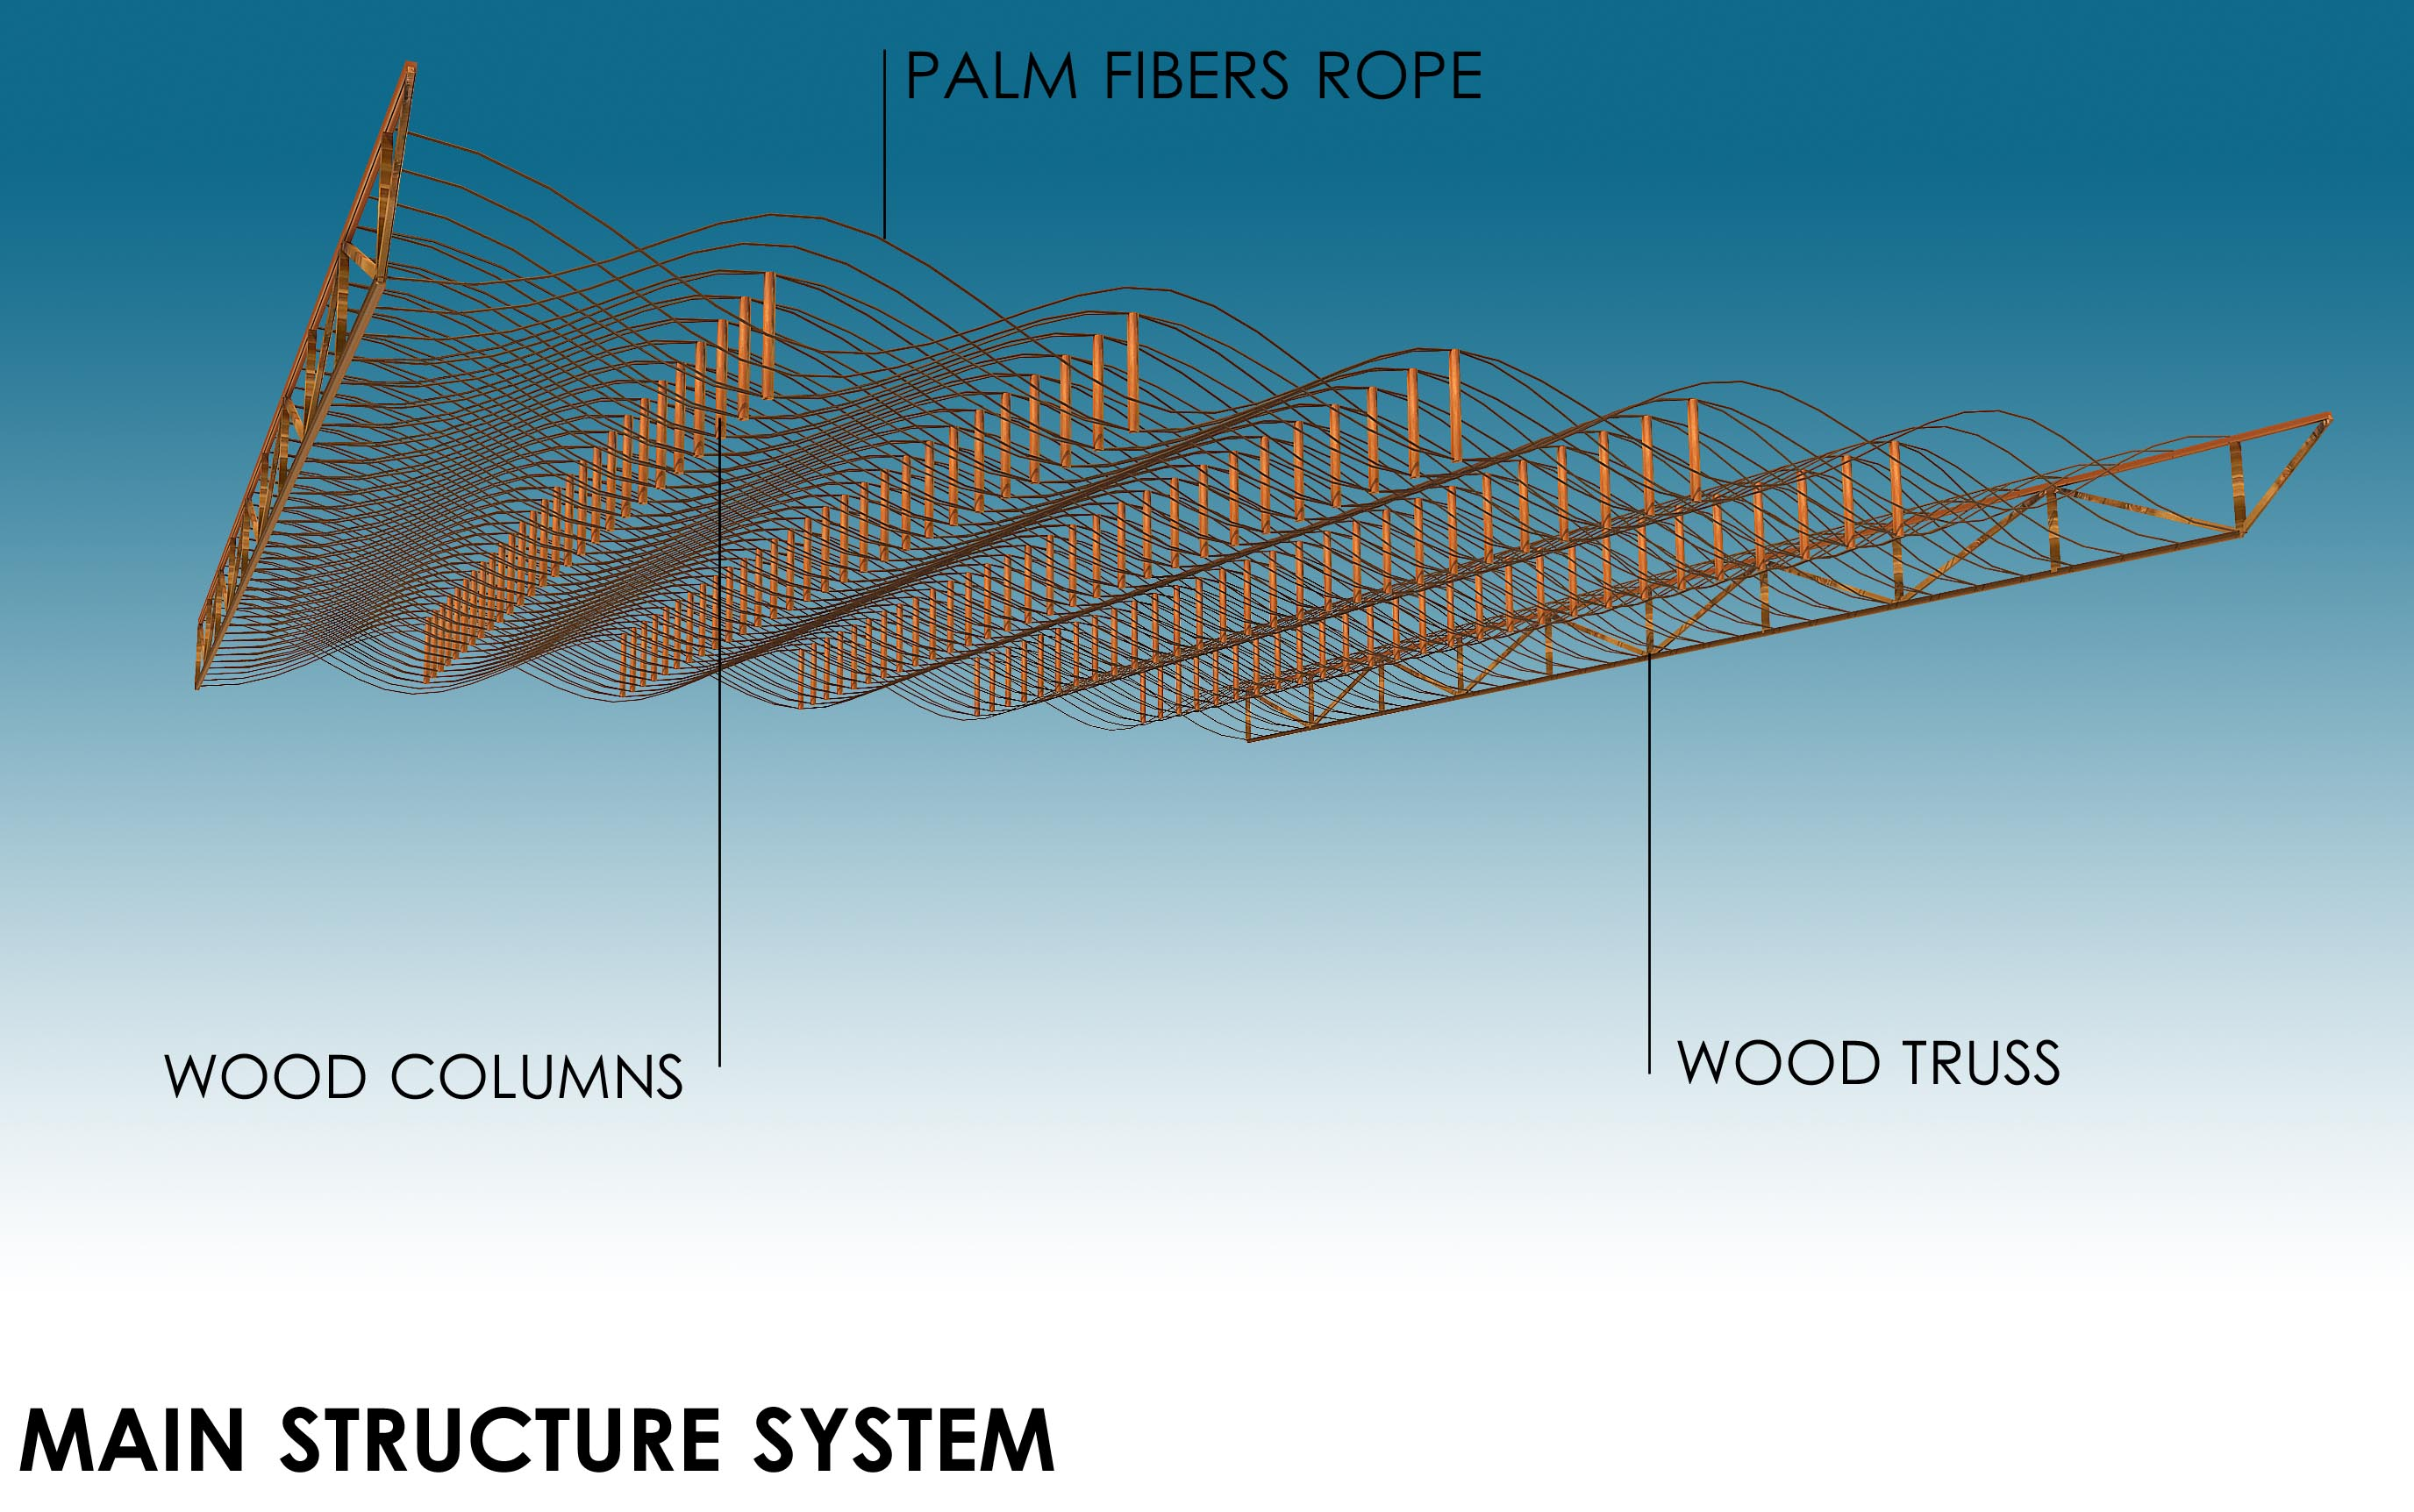 PALM FIBERS ROPE
WOOD COLUMNS
WOOD TRUSS
MAIN STRUCTURE SYSTEM